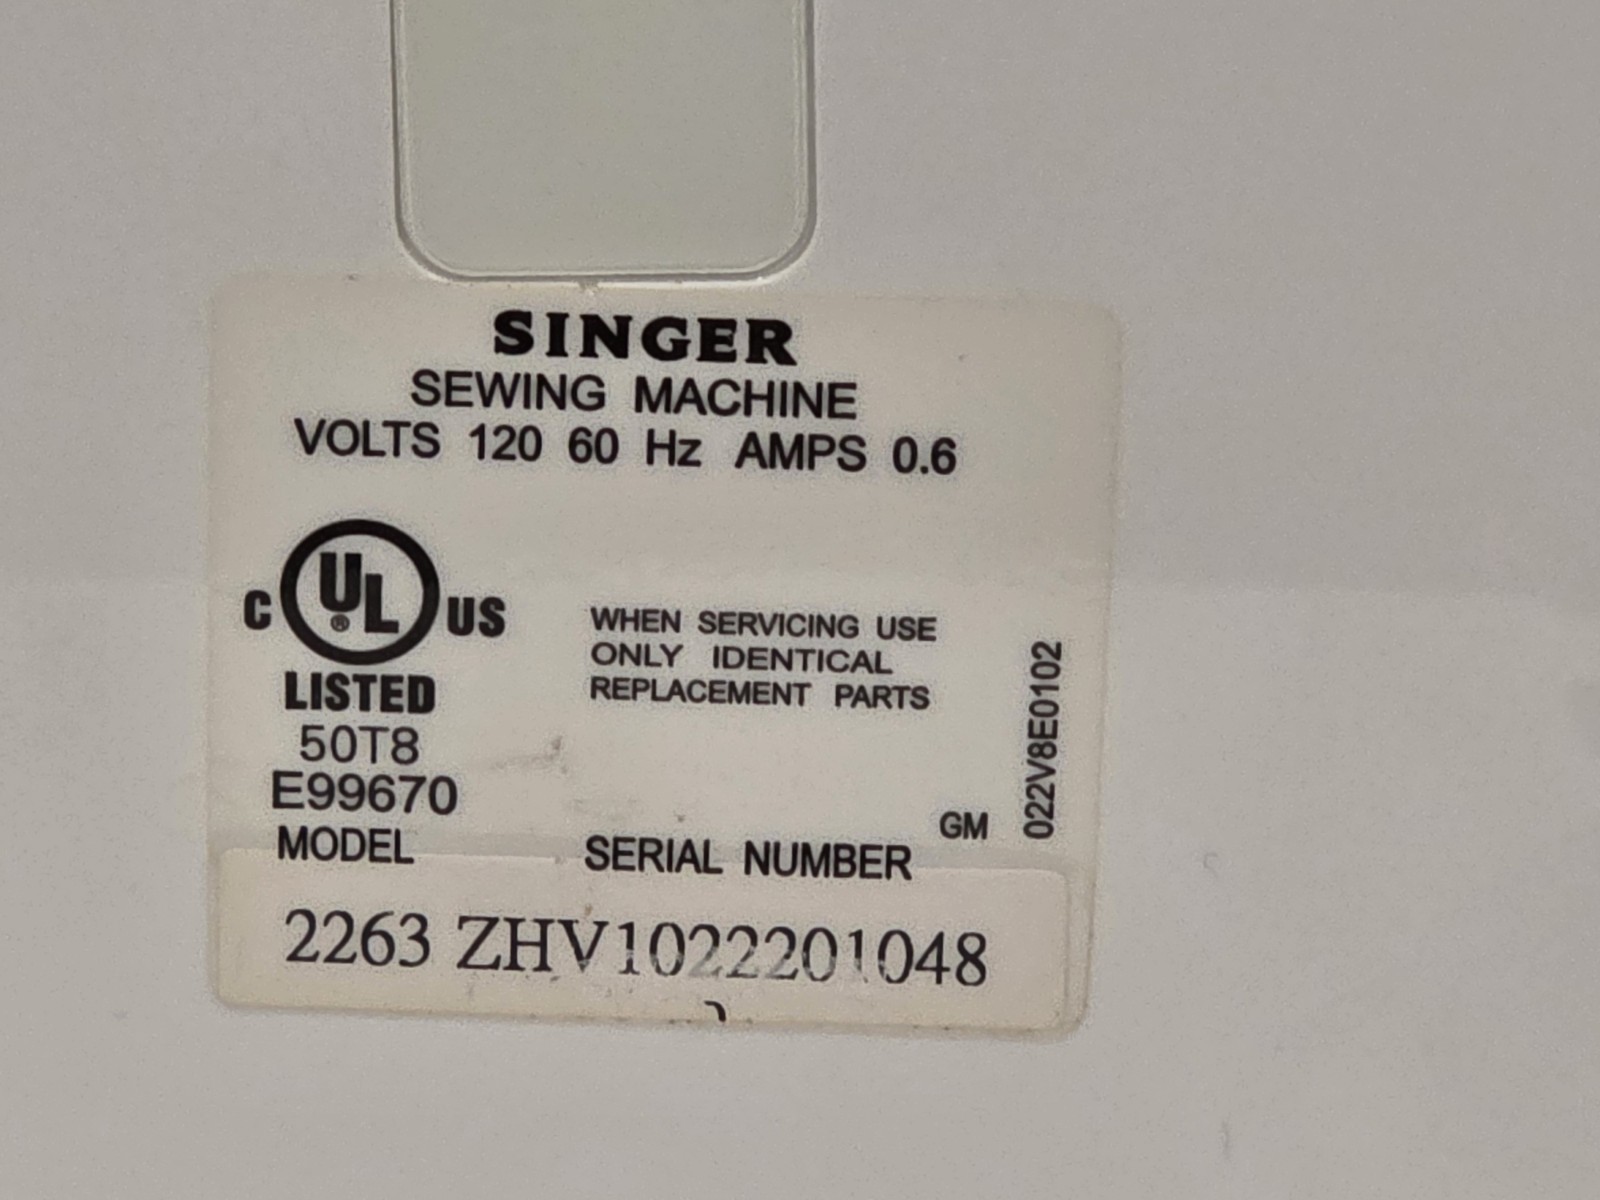 SINGER
SEWING MACHINE
VOLTS 120 60 Hz AMPS 0.6
C UL® US
LISTED
50T8
E99670
WHEN SERVICING USE
ONLY IDENTICAL
REPLACEMENT PARTS
022V8E0102
GM
MODEL SERIAL NUMBER
2263 ZHV1022201048